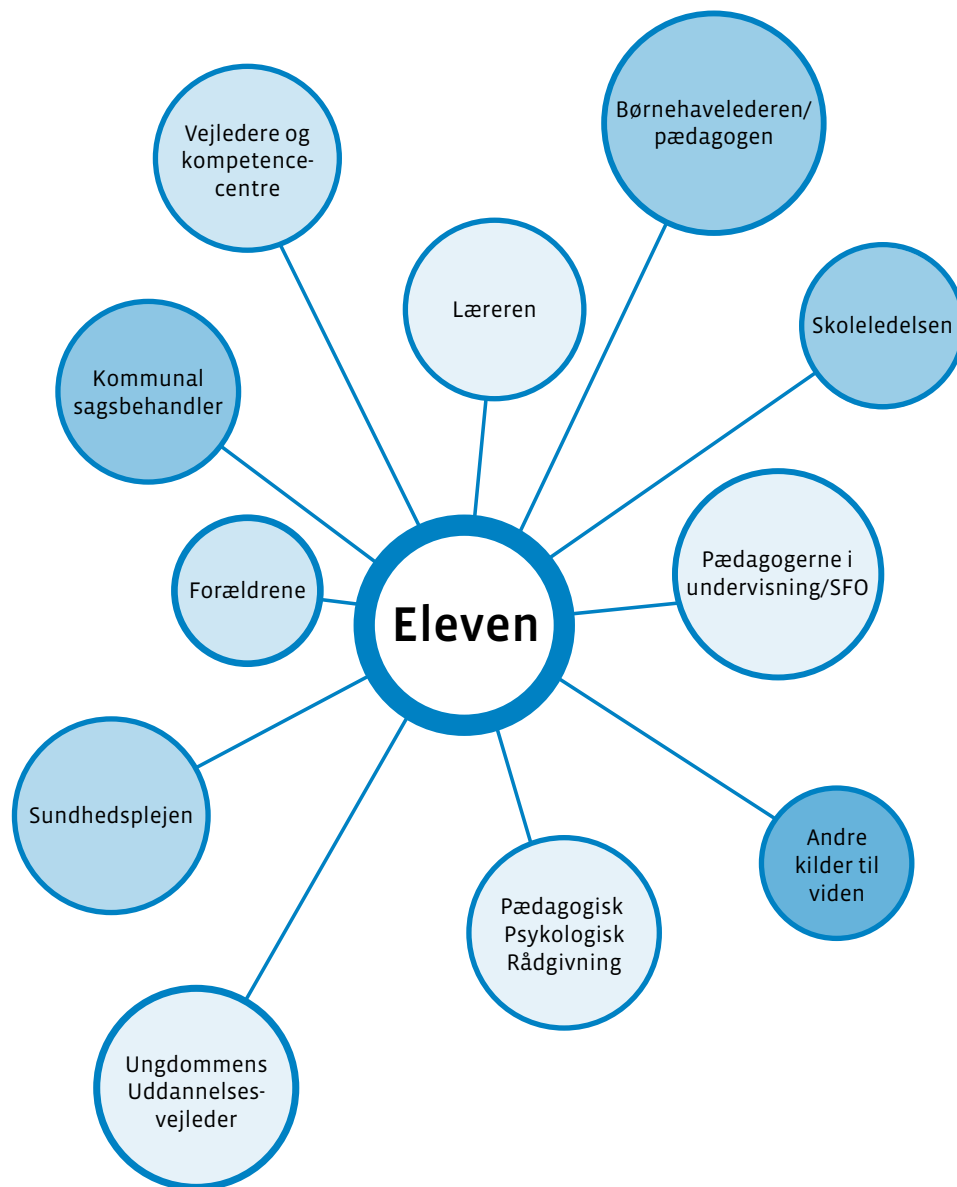 Vejledere og
kompetence-
centre
Børnehavelederen/
pædagogen
Læreren
Skoleledelsen
Kommunal
sagsbehandler
Pædagogerne i
undervisning/SFO
Forældrene
Eleven
Sundhedsplejen
Andre
kilder til
viden
Pædagogisk
Psykologisk
Rådgivning
Ungdommens
Uddannelses-
vejleder